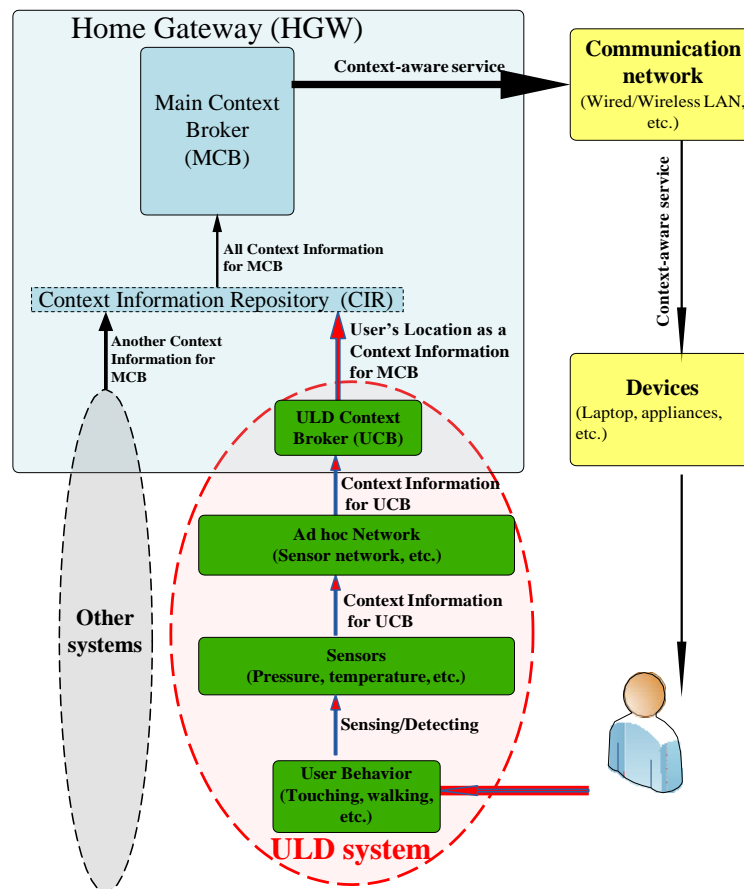 Home Gateway (HGW)
Main Context
Broker
(MCB)
Context-aware service
Communication
network
(Wired/Wireless LAN,
etc.)
Context-aware service
All Context Information
for MCB
Context Information Repository (CIR)
Another Context
Information for
MCB
User's Location as a
Context Information
for MCB
Devices
(Laptop, appliances,
etc.)
ULD Context
Broker (UCB)
Context Information
for UCB
Ad hoc Network
(Sensor network, etc.)
Context Information
for UCB
Other
systems
Sensors
(Pressure, temperature, etc.)
Sensing/Detecting
User Behavior
(Touching, walking,
etc.)
ULD system